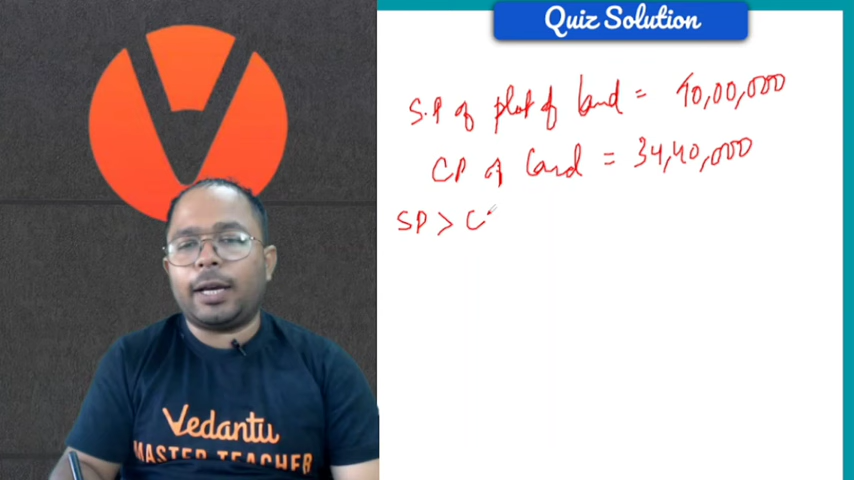 Quiz Solution
S.P of plot of land = 40,00,000
CP of land = 34,40,000
SP > C
Vedantu
MASTER TEACHER